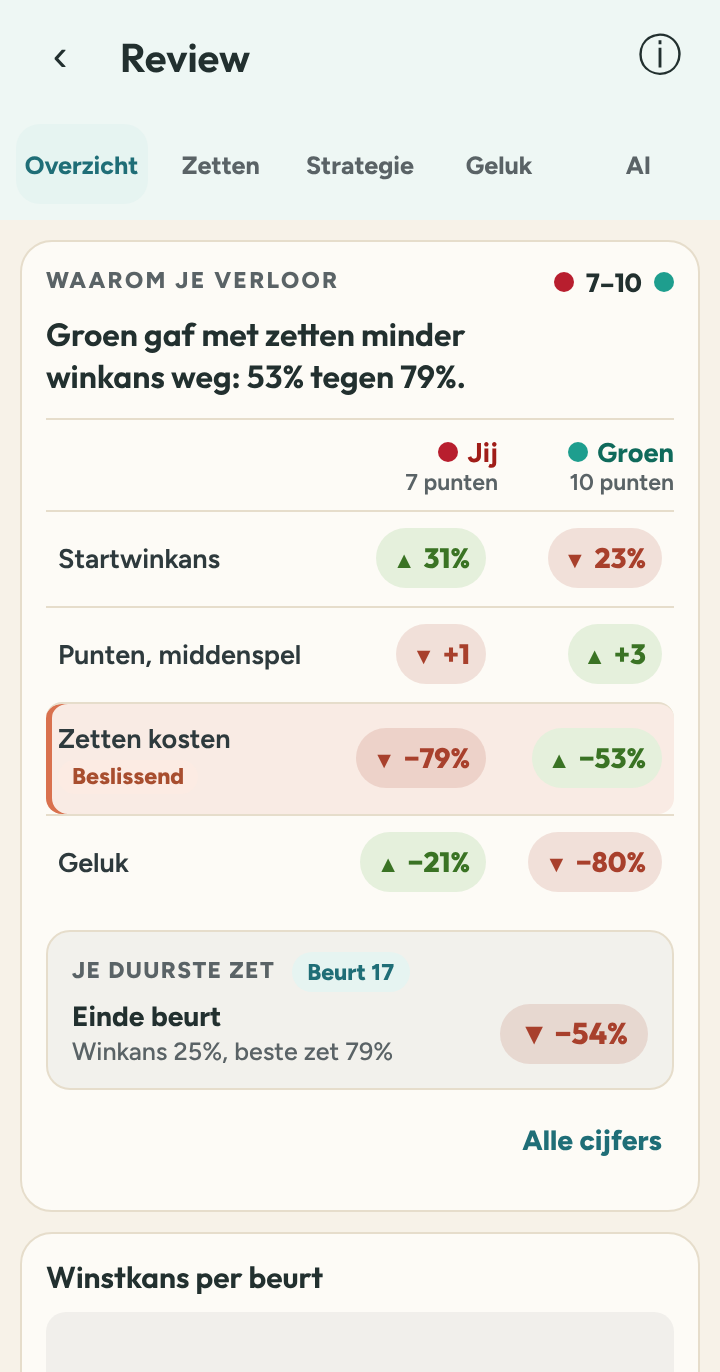 ‹ Review ⓘ
Overzicht Zetten Strategie Geluk AI
WAAROM JE VERLOOR 7–10
Groen gaf met zetten minder
winkans weg: 53% tegen 79%.
Jij Groen
7 punten 10 punten
Startwinkans ▲ 31% ▼ 23%
Punten, middenspel ▼ +1 ▲ +3
Zetten kosten ▼ −79% ▲ −53%
Beslissend
Geluk ▲ −21% ▼ −80%
JE DUURSTE ZET Beurt 17
Einde beurt ▼ −54%
Winkans 25%, beste zet 79%
Alle cijfers
Winstkans per beurt